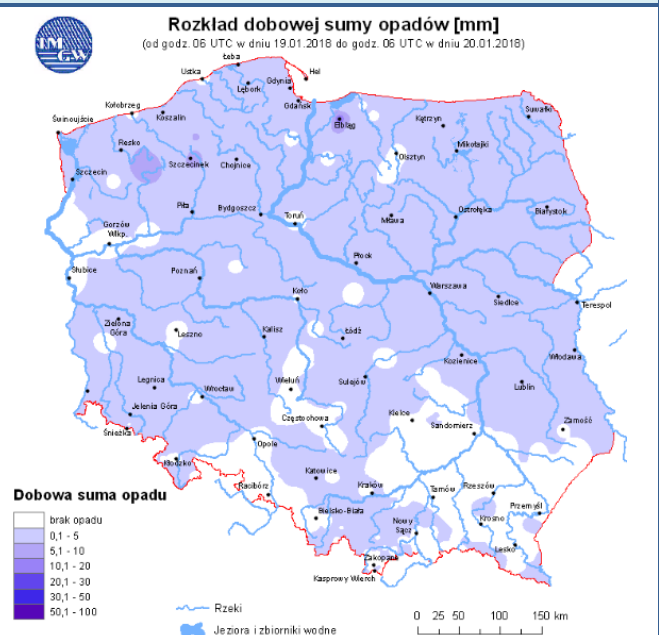 Rozkład dobowej sumy opadów [mm]
(od godz. 06 UTC w dniu 19.01.2018 do godz. 06 UTC w dniu 20.01.2018)
IM
GW
Łeba
Ustka
Hel
Gdynia
Lębork
Gdańsk
Kołobrzeg
Koszalin
Suwałki
Świnoujście
Elbląg
Kętrzyn
Resko
Mikołajki
Olsztyn
Szczecinek
Chojnice
Szczecin
Piła
Bydgoszcz
Toruń
Ostrołęka
Białystok
Mława
Gorzów
Wlkp.
Płock
Słubice
Poznań
Koło
Warszawa
Siedlce
Terespol
Zielona
Góra
Leszno
Kalisz
Łódź
Kozienice
Włodawa
Legnica
Wrocław
Wieluń
Sulejów
Lublin
Jelenia Góra
Częstochowa
Kielce
Sandomierz
Zamość
Śnieżka
Opole
Kłodzko
Katowice
Racibórz
Kraków
Tarnów
Rzeszów
Przemyśl
Bielsko-Biała
Nowy
Sącz
Krosno
Lesko
Zakopane
Kasprowy Wierch
Dobowa suma opadu
brak opadu
0,1 - 5
5,1 - 10
10,1 - 20
20,1 - 30
30,1 - 50
50,1 - 100
Rzeki
Jeziora i zbiorniki wodne
0 25 50 100 150 km